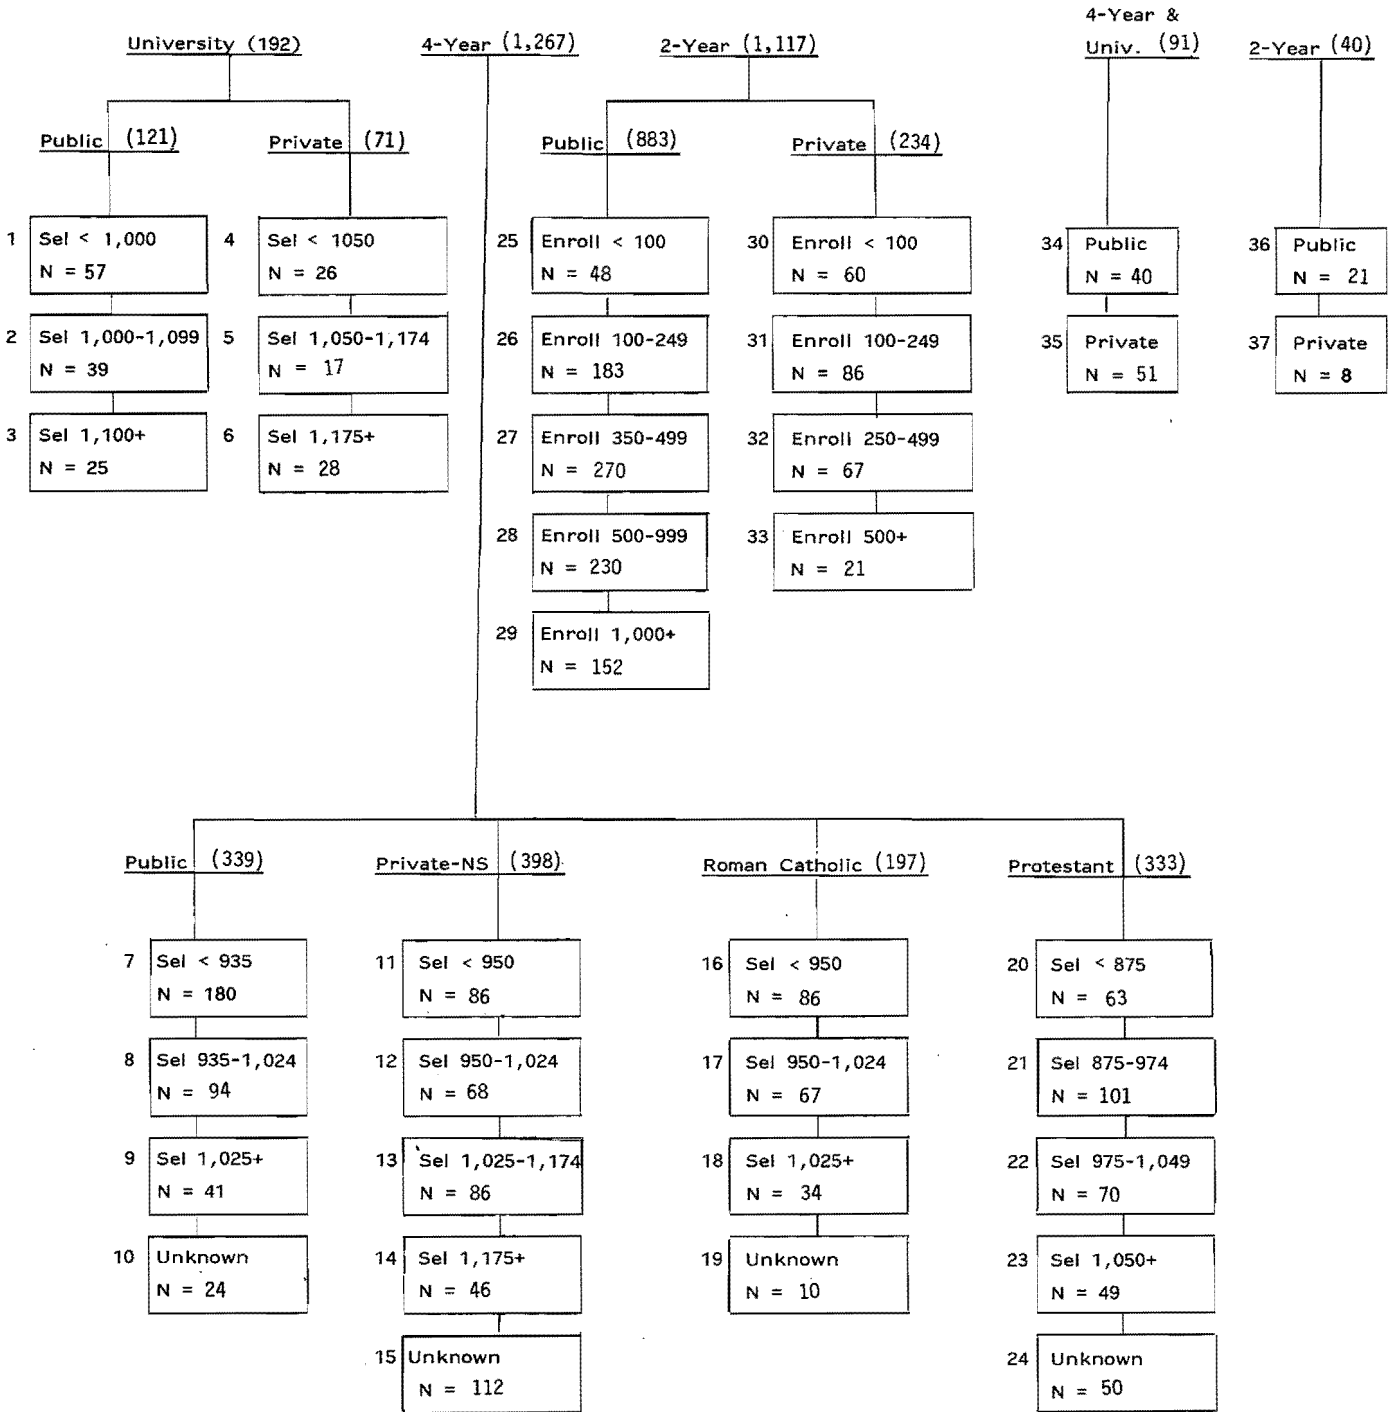 University (192)
4-Year (1,267)
2-Year (1,117)
4-Year &
Univ. (91)
2-Year (40)
Public (121)
Private (71)
Public (883)
Private (234)
1 Sel < 1,000
N = 57
2 Sel 1,000-1,099
N = 39
3 Sel 1,100+
N = 25
4 Sel < 1050
N = 26
5 Sel 1,050-1,174
N = 17
6 Sel 1,175+
N = 28
25 Enroll < 100
N = 48
26 Enroll 100-249
N = 183
27 Enroll 350-499
N = 270
28 Enroll 500-999
N = 230
29 Enroll 1,000+
N = 152
30 Enroll < 100
N = 60
31 Enroll 100-249
N = 86
32 Enroll 250-499
N = 67
33 Enroll 500+
N = 21
34 Public
N = 40
35 Private
N = 51
36 Public
N = 21
37 Private
N = 8
Public (339)
Private-NS (398)
Roman Catholic (197)
Protestant (333)
7 Sel < 935
N = 180
8 Sel 935-1,024
N = 94
9 Sel 1,025+
N = 41
10 Unknown
N = 24
11 Sel < 950
N = 86
12 Sel 950-1,024
N = 68
13 Sel 1,025-1,174
N = 86
14 Sel 1,175+
N = 46
15 Unknown
N = 112
16 Sel < 950
N = 86
17 Sel 950-1,024
N = 67
18 Sel 1,025+
N = 34
19 Unknown
N = 10
20 Sel < 875
N = 63
21 Sel 875-974
N = 101
22 Sel 975-1,049
N = 70
23 Sel 1,050+
N = 49
24 Unknown
N = 50